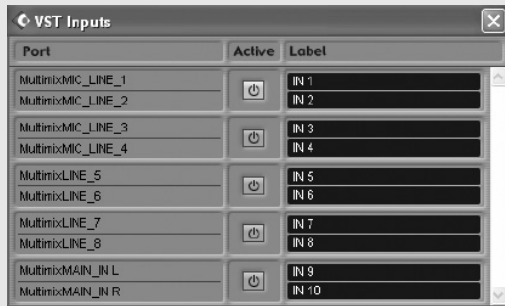 VST Inputs
Port Active Label
MultimixMIC_LINE_1 IN 1
MultimixMIC_LINE_2 IN 2
MultimixMIC_LINE_3 IN 3
MultimixMIC_LINE_4 IN 4
MultimixLINE_5 IN 5
MultimixLINE_6 IN 6
MultimixLINE_7 IN 7
MultimixLINE_8 IN 8
MultimixMAIN_IN L IN 9
MultimixMAIN_IN R IN 10